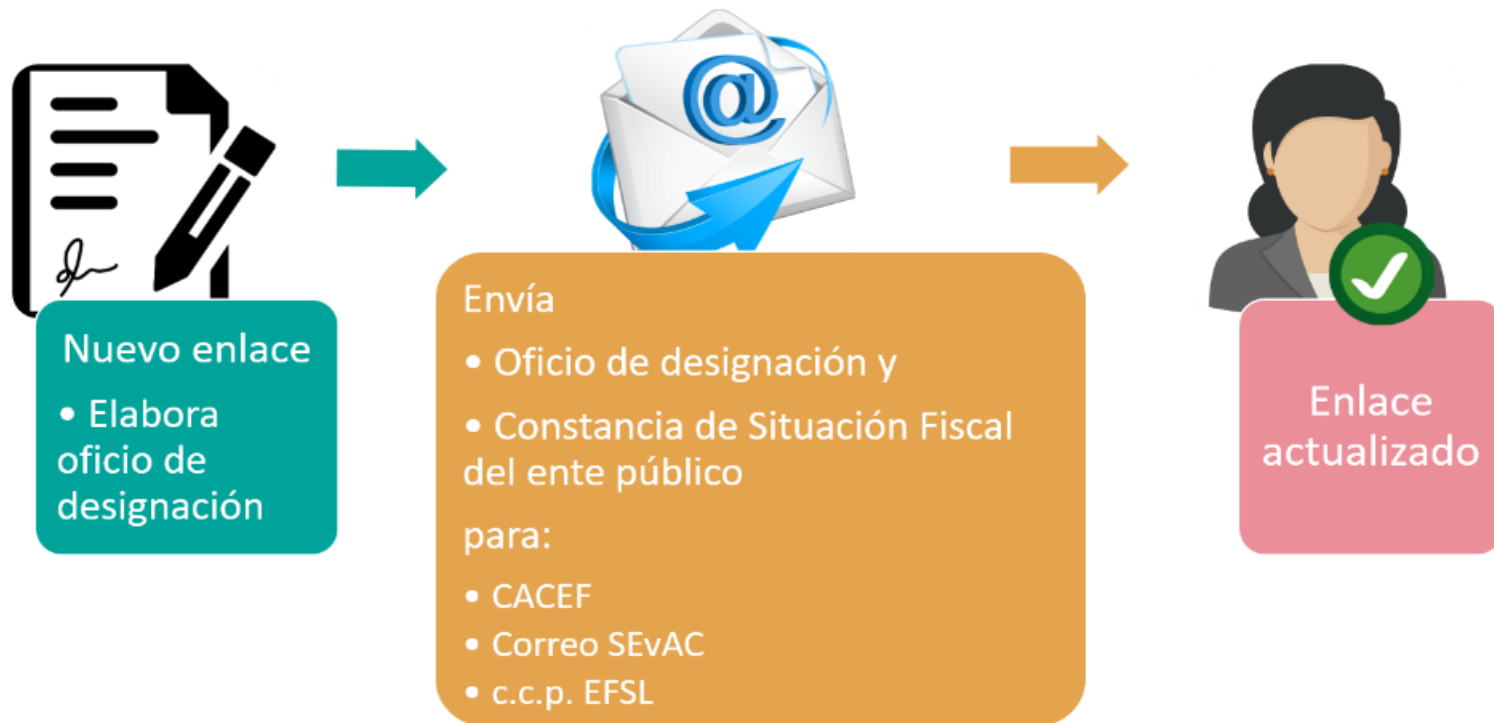 Nuevo enlace
• Elabora
oficio de
designación
Envía
• Oficio de designación y
• Constancia de Situación Fiscal
del ente público
para:
• CACEF
• Correo SEvAC
• c.c.p. EFSL
Enlace
actualizado